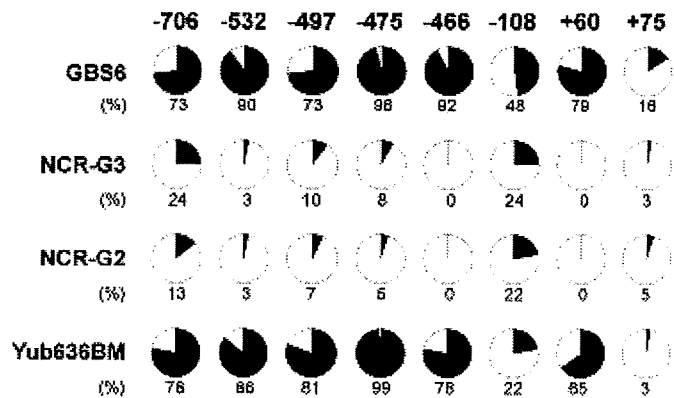 -706 -532 -497 -475 -466 -108 +60 +75
GBS6
(%) 73 90 73 96 92 48 79 16
NCR-G3
(%) 24 3 10 8 0 24 0 3
NCR-G2
(%) 13 3 7 5 0 22 0 5
Yub636BM
(%) 76 86 81 99 78 22 65 3